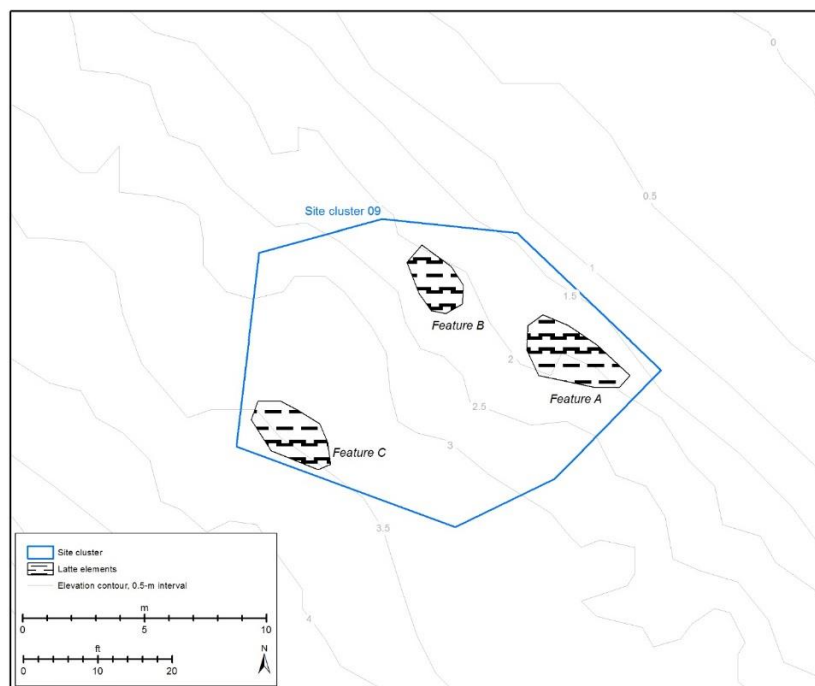 0
0.5
Site cluster 09
1
1.5
Feature B
2
Feature A
2.5
3
Feature C
3.5
4
Site cluster
Latte elements
Elevation contour, 0.5-m interval
m
0 5 10
ft
0 10 20
N